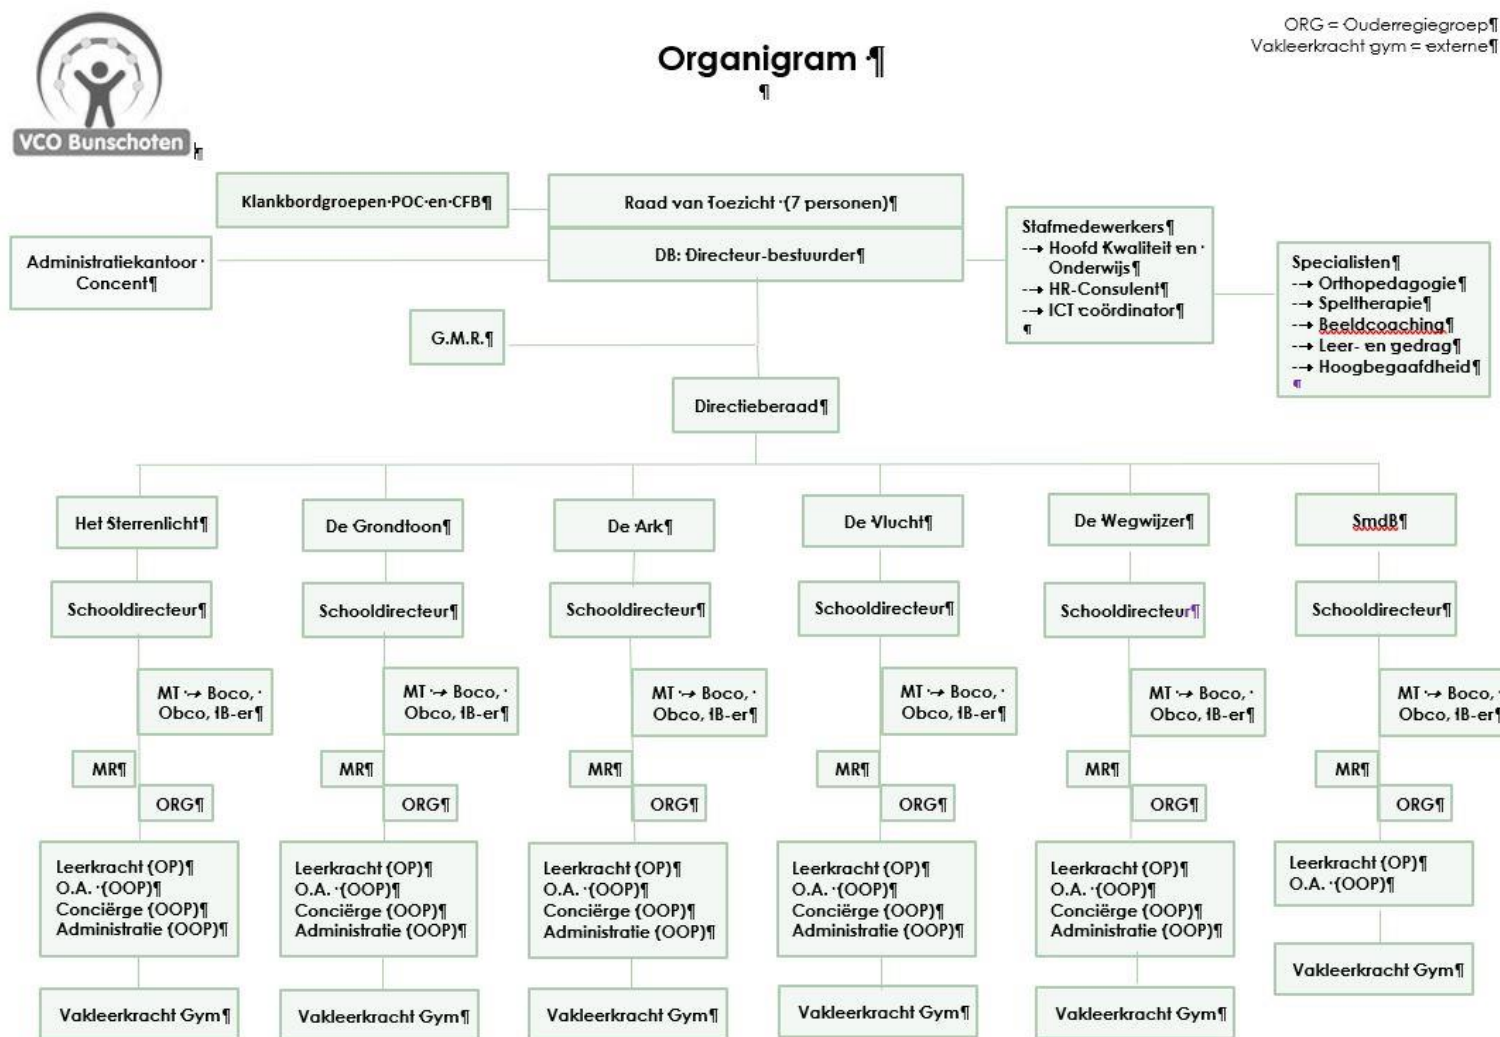 ORG = Ouderregiegroep¶
Vakleerkracht gym = externe¶
Organigram ¶
¶
VCO Bunschoten ¶
Klankbordgroepen·POC·en·CFB¶
Raad van Toezicht ·(7 personen)¶
DB: Directeur-bestuurder¶
Administratiekantoor ·
Concent¶
Stafmedewerkers¶
--→ Hoofd Kwaliteit en ·
Onderwijs¶
--→ HR-Consulent¶
--→ ICT coördinator¶
¶
Specialisten¶
--→ Orthopedagogie¶
--→ Speltherapie¶
--→ Beeldcoaching¶
--→ Leer- en gedrag¶
--→ Hoogbegaafdheid¶
¶
G.M.R.¶
Directieberaad¶
Het Sterrenlicht¶
De Grondtoon¶
De Ark¶
De Vlucht¶
De Wegwijzer¶
SmdB¶
Schooldirecteur¶
Schooldirecteur¶
Schooldirecteur¶
Schooldirecteur¶
Schooldirecteur¶
Schooldirecteur¶
MT ·→ Boco, ·
Obco, IB-er¶
MT ·→ Boco, ·
Obco, IB-er¶
MT ·→ Boco, ·
Obco, IB-er¶
MT ·→ Boco, ·
Obco, IB-er¶
MT ·→ Boco, ·
Obco, IB-er¶
MT ·→ Boco, ·
Obco, IB-er¶
MR¶
MR¶
MR¶
MR¶
MR¶
MR¶
ORG¶
ORG¶
ORG¶
ORG¶
ORG¶
ORG¶
Leerkracht (OP)¶
O.A. ·(OOP)¶
Conciërge (OOP)¶
Administratie (OOP)¶
Leerkracht (OP)¶
O.A. ·(OOP)¶
Conciërge (OOP)¶
Administratie (OOP)¶
Leerkracht (OP)¶
O.A. ·(OOP)¶
Conciërge (OOP)¶
Administratie (OOP)¶
Leerkracht (OP)¶
O.A. ·(OOP)¶
Conciërge (OOP)¶
Administratie (OOP)¶
Leerkracht (OP)¶
O.A. ·(OOP)¶
Conciërge (OOP)¶
Administratie (OOP)¶
Leerkracht (OP)¶
O.A. ·(OOP)¶
Vakleerkracht Gym¶
Vakleerkracht Gym¶
Vakleerkracht Gym¶
Vakleerkracht Gym¶
Vakleerkracht Gym¶
Vakleerkracht Gym¶